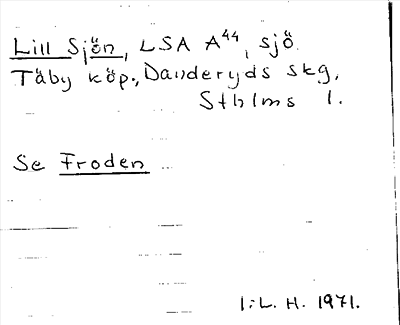 Lill Sjön, LSA A44, sjö
Täby köp., Danderyds skg,
Sthlms l.
Se Froden
I:L. H. 1971.